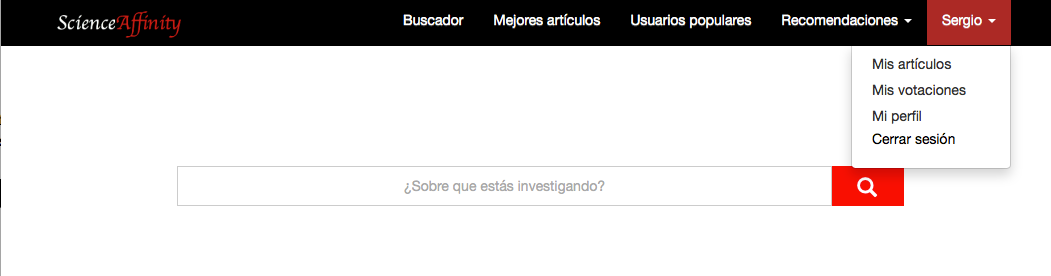 ScienceAffinity Buscador Mejores artículos Usuarios populares Recomendaciones Sergio
Mis artículos
Mis votaciones
Mi perfil
Cerrar sesión
¿Sobre que estás investigando?